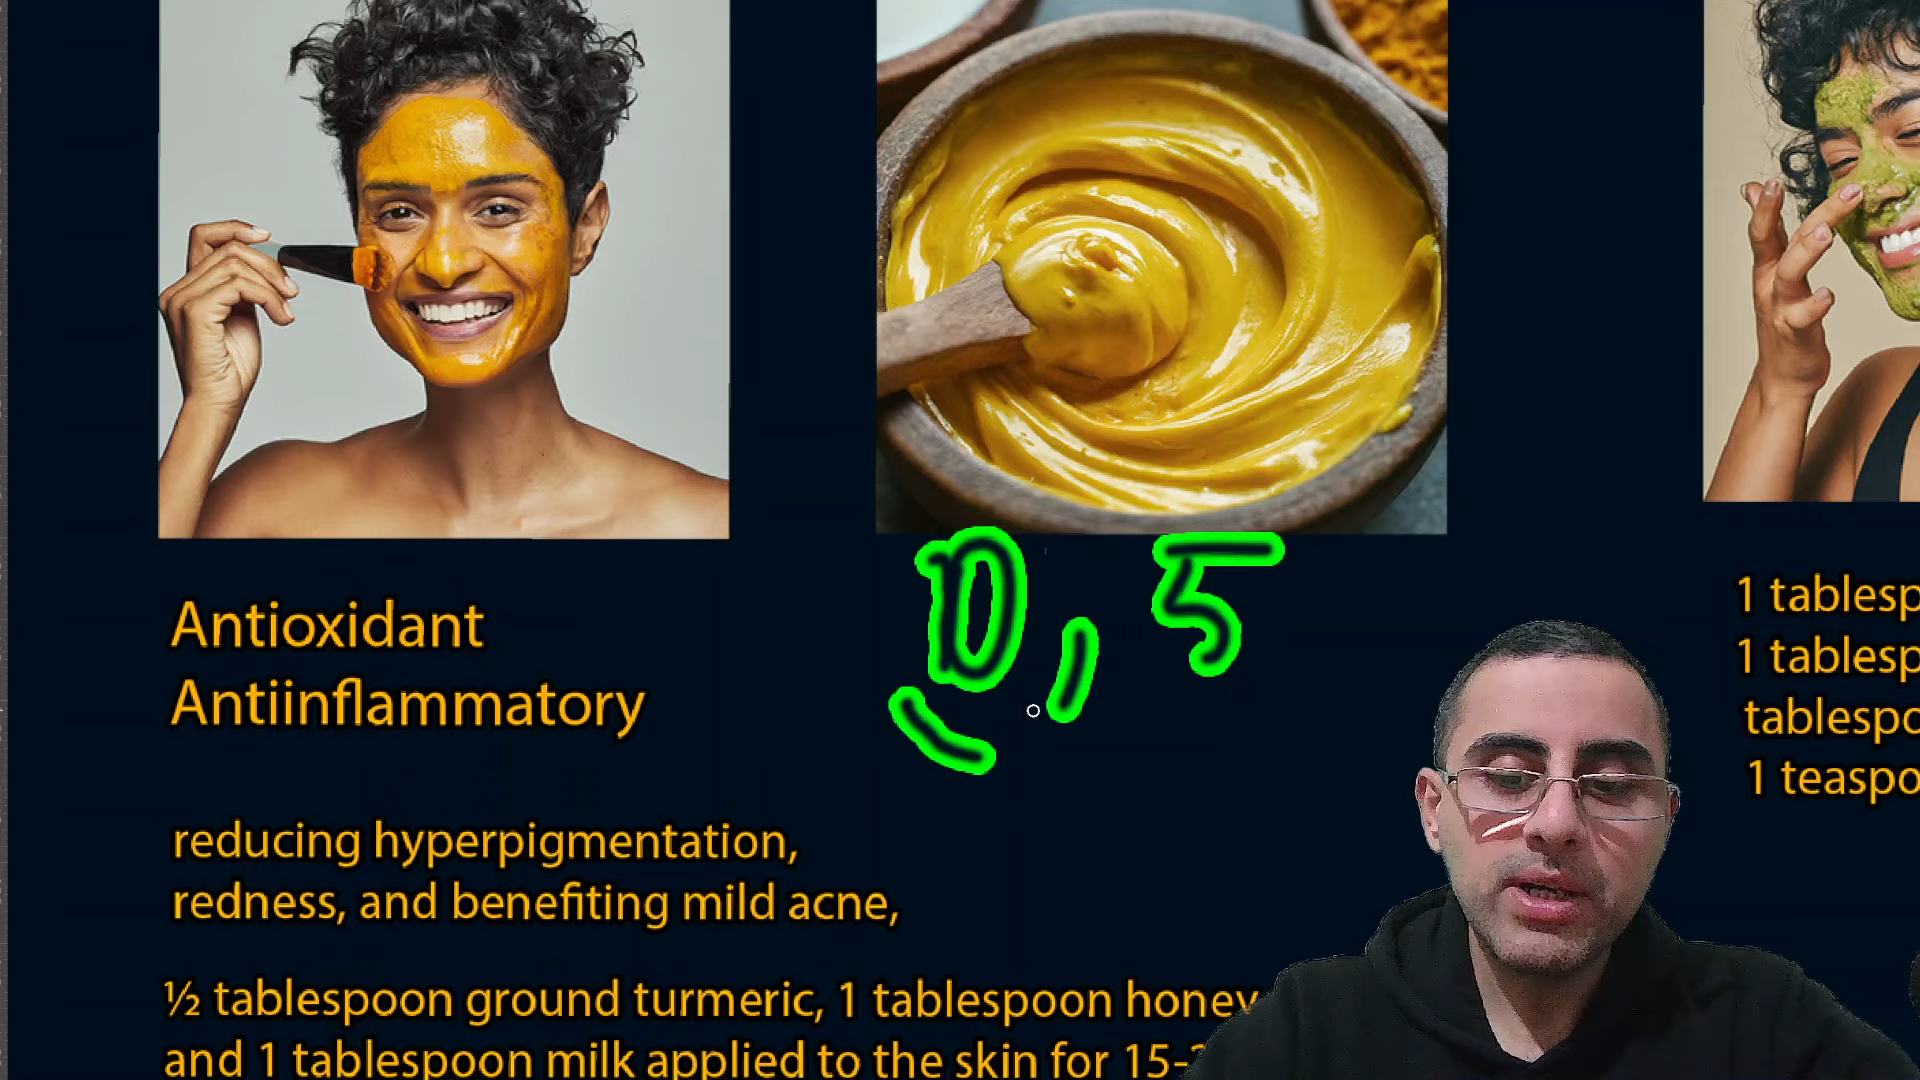 0,5
Antioxidant
Antiinflammatory
reducing hyperpigmentation,
redness, and benefiting mild acne,
½ tablespoon ground turmeric, 1 tablespoon honey
and 1 tablespoon milk applied to the skin for 15-
1 tablesp
1 tablesp
tablespo
1 teaspo